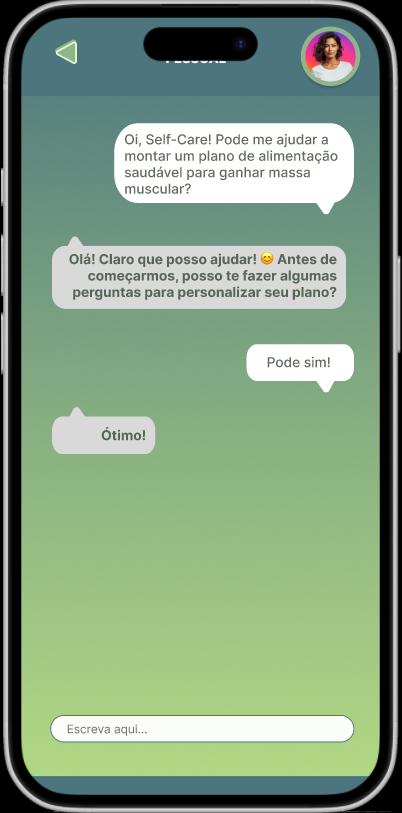 Oi, Self-Care! Pode me ajudar a
montar um plano de alimentação
saudável para ganhar massa
muscular?
Olá! Claro que posso ajudar! 😊 Antes de
começarmos, posso te fazer algumas
perguntas para personalizar seu plano?
Pode sim!
Ótimo!
Escreva aqui...